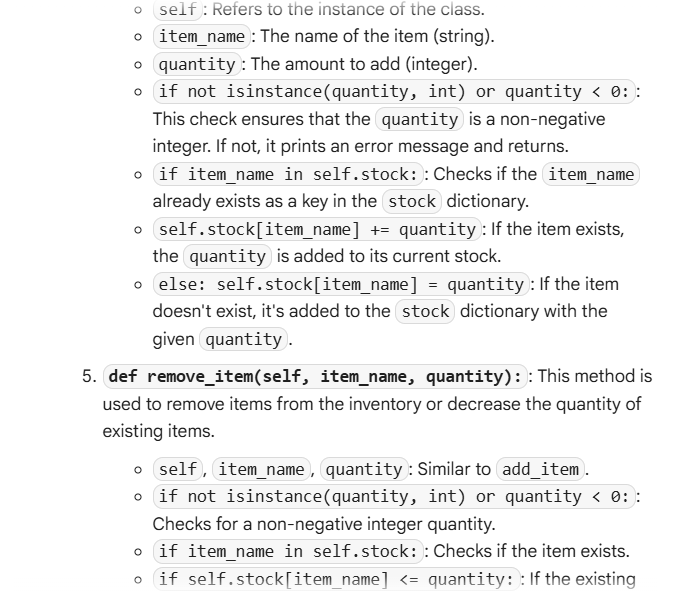 self: Refers to the instance of the class.
item_name: The name of the item (string).
quantity: The amount to add (integer).
if not isinstance(quantity, int) or quantity < 0::
This check ensures that the quantity is a non-negative
integer. If not, it prints an error message and returns.
if item_name in self.stock:: Checks if the item_name
already exists as a key in the stock dictionary.
self.stock[item_name] += quantity: If the item exists,
the quantity is added to its current stock.
else: self.stock[item_name] = quantity: If the item
doesn't exist, it's added to the stock dictionary with the
given quantity.
5. def remove_item(self, item_name, quantity):: This method is
used to remove items from the inventory or decrease the quantity of
existing items.
self, item_name, quantity: Similar to add_item.
if not isinstance(quantity, int) or quantity < 0::
Checks for a non-negative integer quantity.
if item_name in self.stock:: Checks if the item exists.
if self.stock[item_name] <= quantity:: If the existing